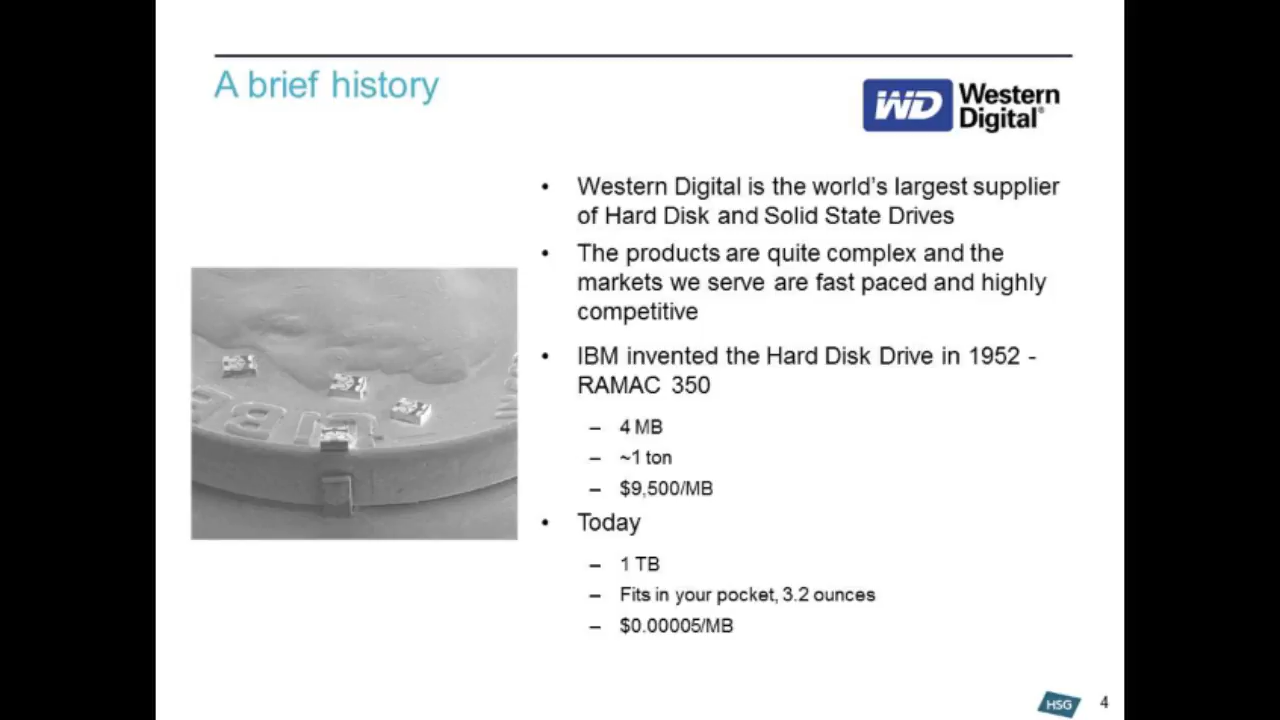 A brief history
WD Western
Digital®
• Western Digital is the world's largest supplier
of Hard Disk and Solid State Drives
• The products are quite complex and the
markets we serve are fast paced and highly
competitive
• IBM invented the Hard Disk Drive in 1952 -
RAMAC 350
– 4 MB
– ~1 ton
– $9,500/MB
• Today
– 1 TB
– Fits in your pocket, 3.2 ounces
– $0.00005/MB
HSG 4